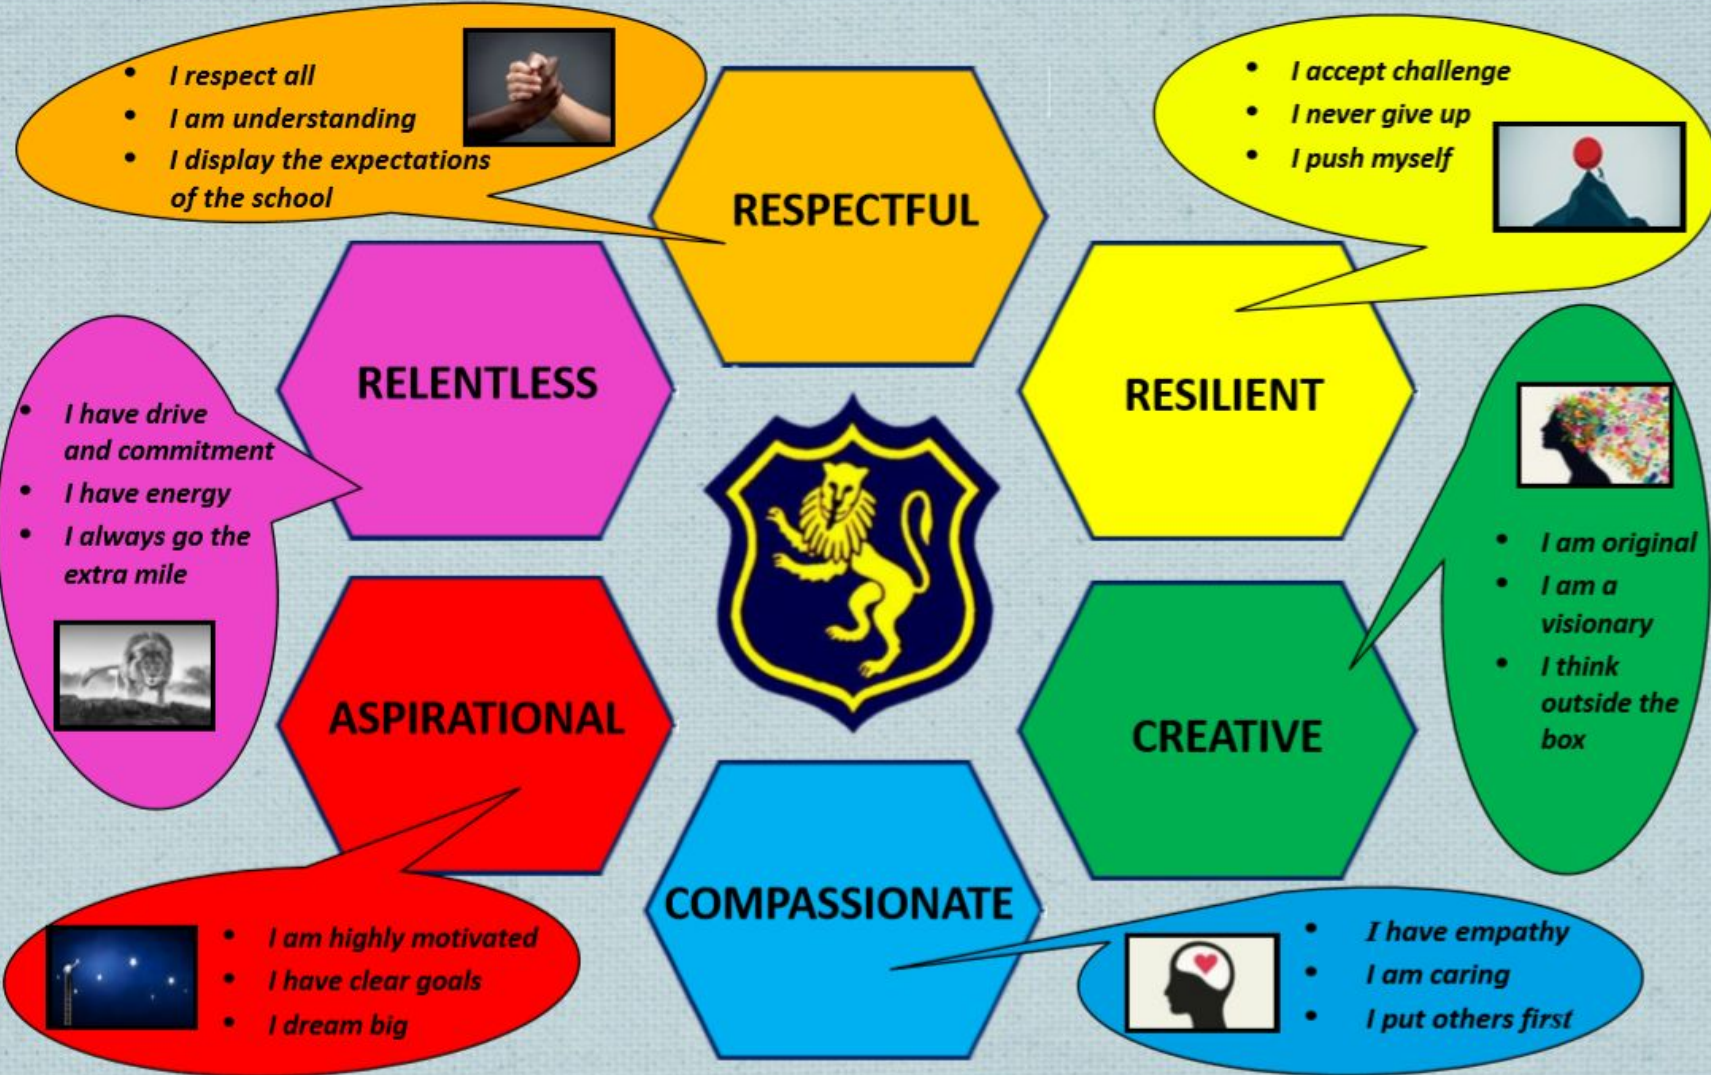 • I respect all
• I am understanding
• I display the expectations
of the school
RESPECTFUL
• I accept challenge
• I never give up
• I push myself
RESILIENT
RELENTLESS
• I have drive
and commitment
• I have energy
• I always go the
extra mile
• I am original
• I am a
visionary
• I think
outside the
box
CREATIVE
ASPIRATIONAL
• I am highly motivated
• I have clear goals
• I dream big
COMPASSIONATE
• I have empathy
• I am caring
• I put others first